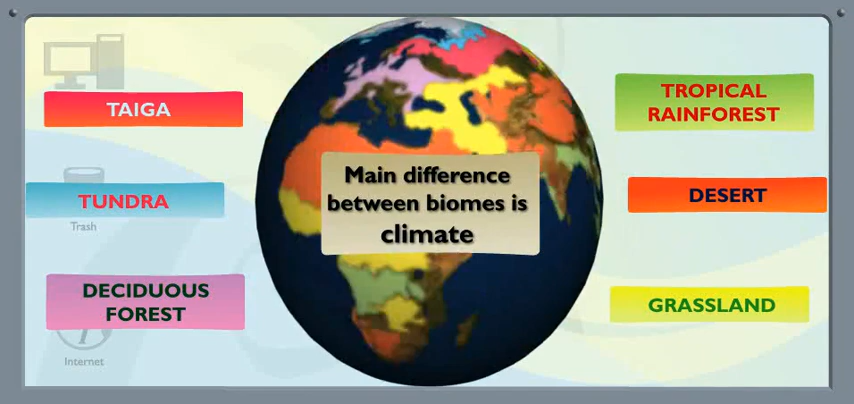 TAIGA
TUNDRA
Trash
DECIDUOUS
FOREST
Internet
Main difference
between biomes is
climate
TROPICAL
RAINFOREST
DESERT
GRASSLAND